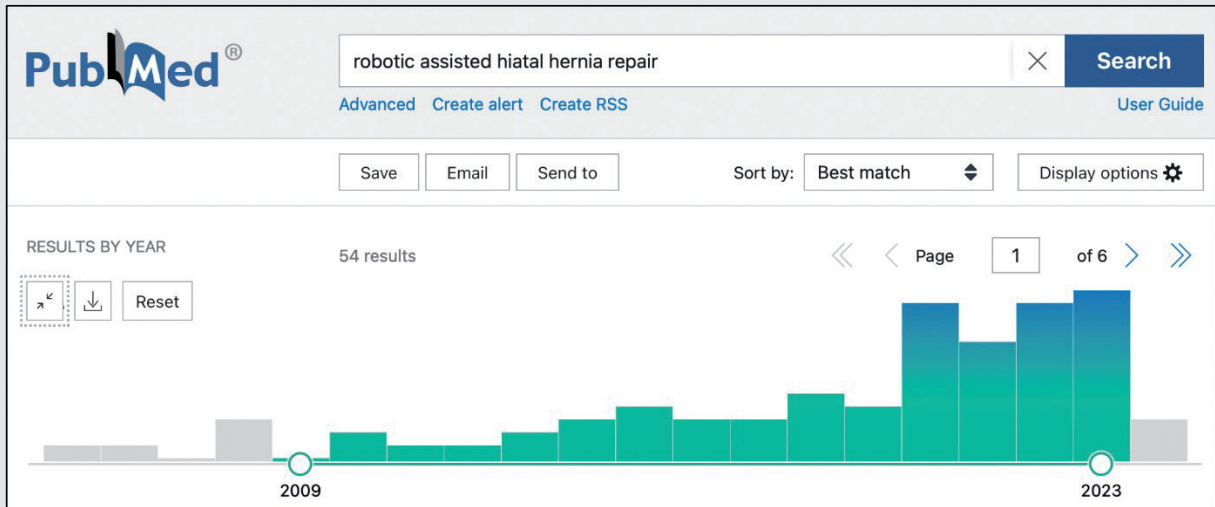 PubMed®
robotic assisted hiatal hernia repair
Search
Advanced Create alert Create RSS
User Guide
Save Email Send to
Sort by: Best match
Display options
RESULTS BY YEAR
54 results
Page 1 of 6
Reset
2009
2023